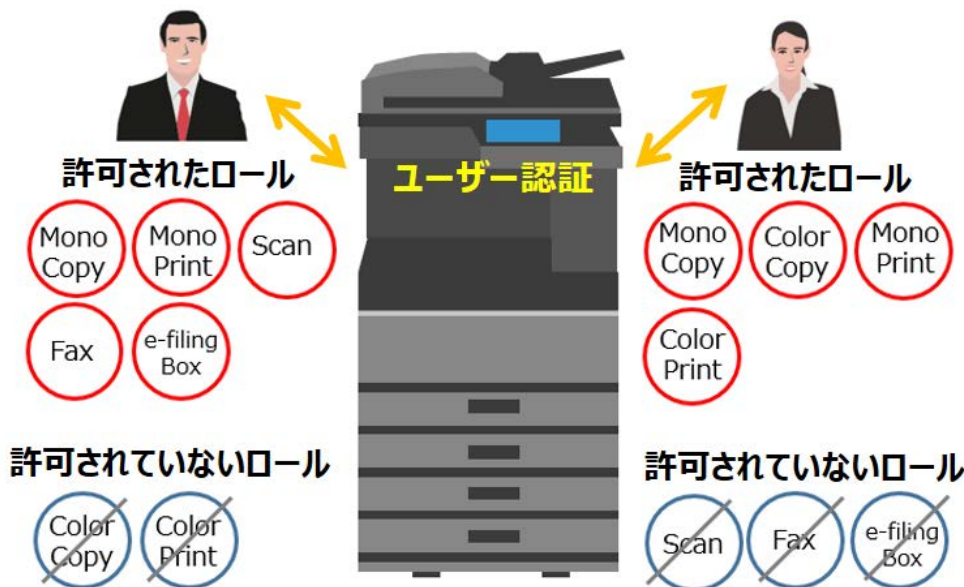 ユーザー認証
許可されたロール
Mono
Copy
Mono
Print
Scan
Fax
e-filing
Box
許可されていないロール
Color
Copy
Color
Print
許可されたロール
Mono
Copy
Color
Copy
Mono
Print
Color
Print
許可されていないロール
Scan
Fax
e-filing
Box